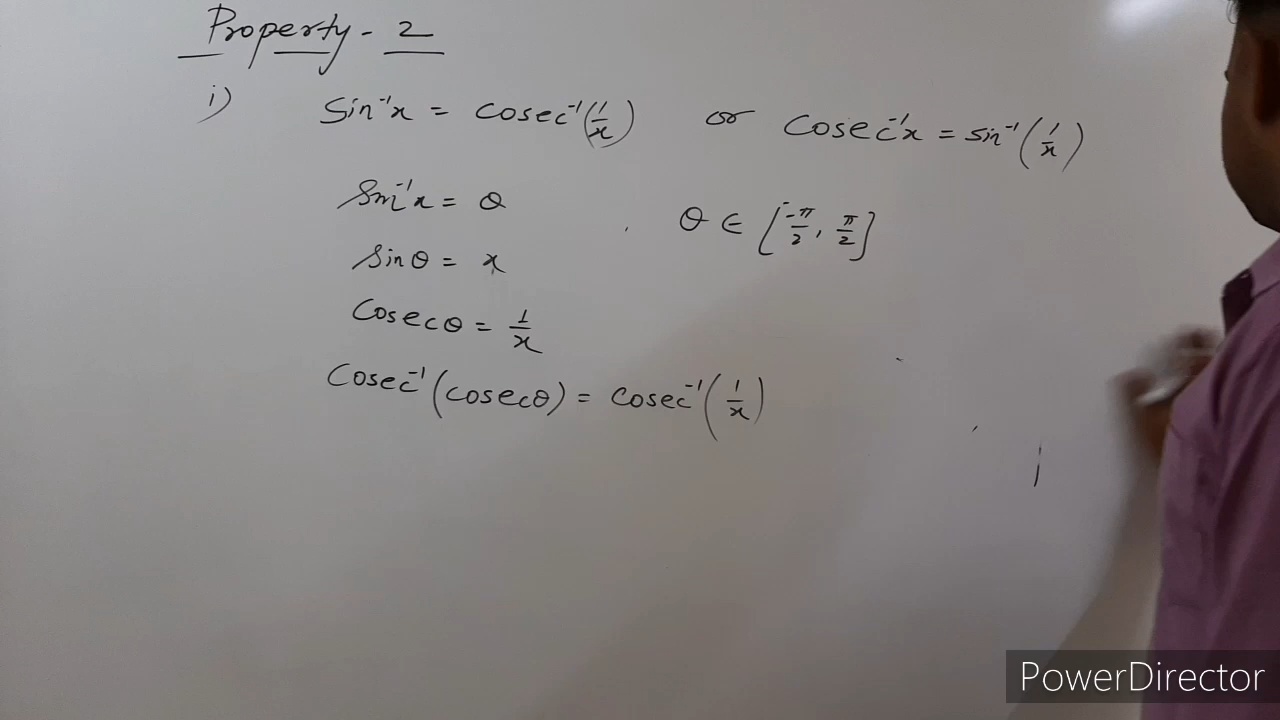 Property - 2
i) Sin⁻¹x = Cosec⁻¹(1/x) or Cosec⁻¹x = sin⁻¹(1/x)
Sin⁻¹x = θ , θ ∈ [-π/2, π/2]
Sinθ = x
Cosecθ = 1/x
Cosec⁻¹(cosecθ) = Cosec⁻¹(1/x)
PowerDirector